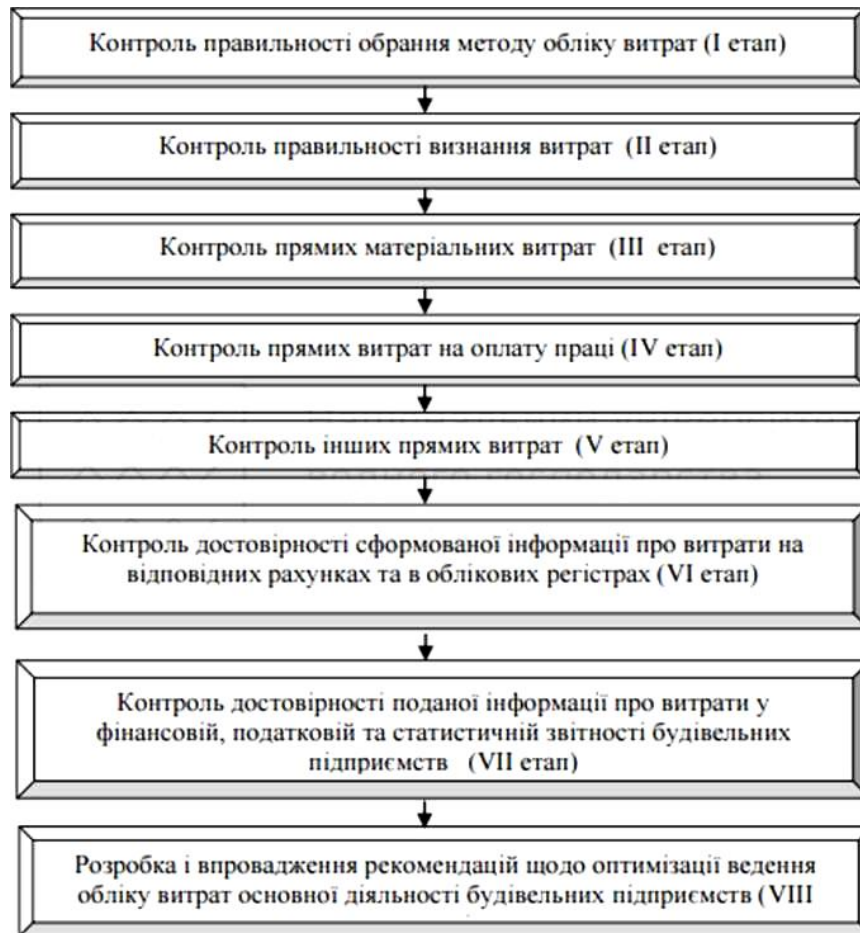 Контроль правильності обрання методу обліку витрат (І етап)
Контроль правильності визнання витрат (ІІ етап)
Контроль прямих матеріальних витрат (ІІІ етап)
Контроль прямих витрат на оплату праці (ІV етап)
Контроль інших прямих витрат (V етап)
Контроль достовірності сформованої інформації про витрати на
відповідних рахунках та в облікових регістрах (VI етап)
Контроль достовірності поданої інформації про витрати у
фінансовій, податковій та статистичній звітності будівельних
підприємств (VII етап)
Розробка і впровадження рекомендацій щодо оптимізації ведення
обліку витрат основної діяльності будівельних підприємств (VIII